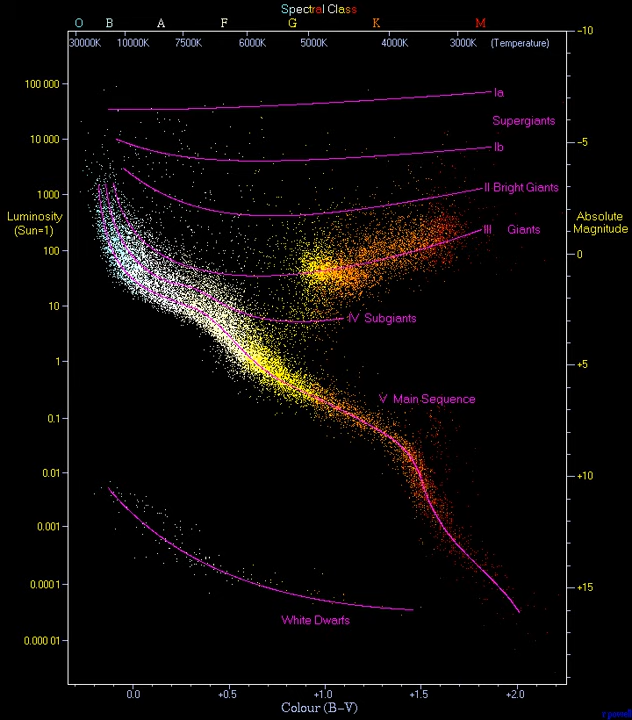 Spectral Class
O B A F G K M
30000K 10000K 7500K 6000K 5000K 4000K 3000K (Temperature)
-10
100 000
Ia
Supergiants
10 000
-5
Ib
1000
II Bright Giants
Luminosity
(Sun=1)
Absolute
Magnitude
III Giants
100
0
10
IV Subgiants
1
+5
V Main Sequence
0.1
0.01
+10
0.001
0.0001
+15
White Dwarfs
0.000 01
0.0 +0.5 +1.0 +1.5 +2.0
Colour (B-V)
r powell